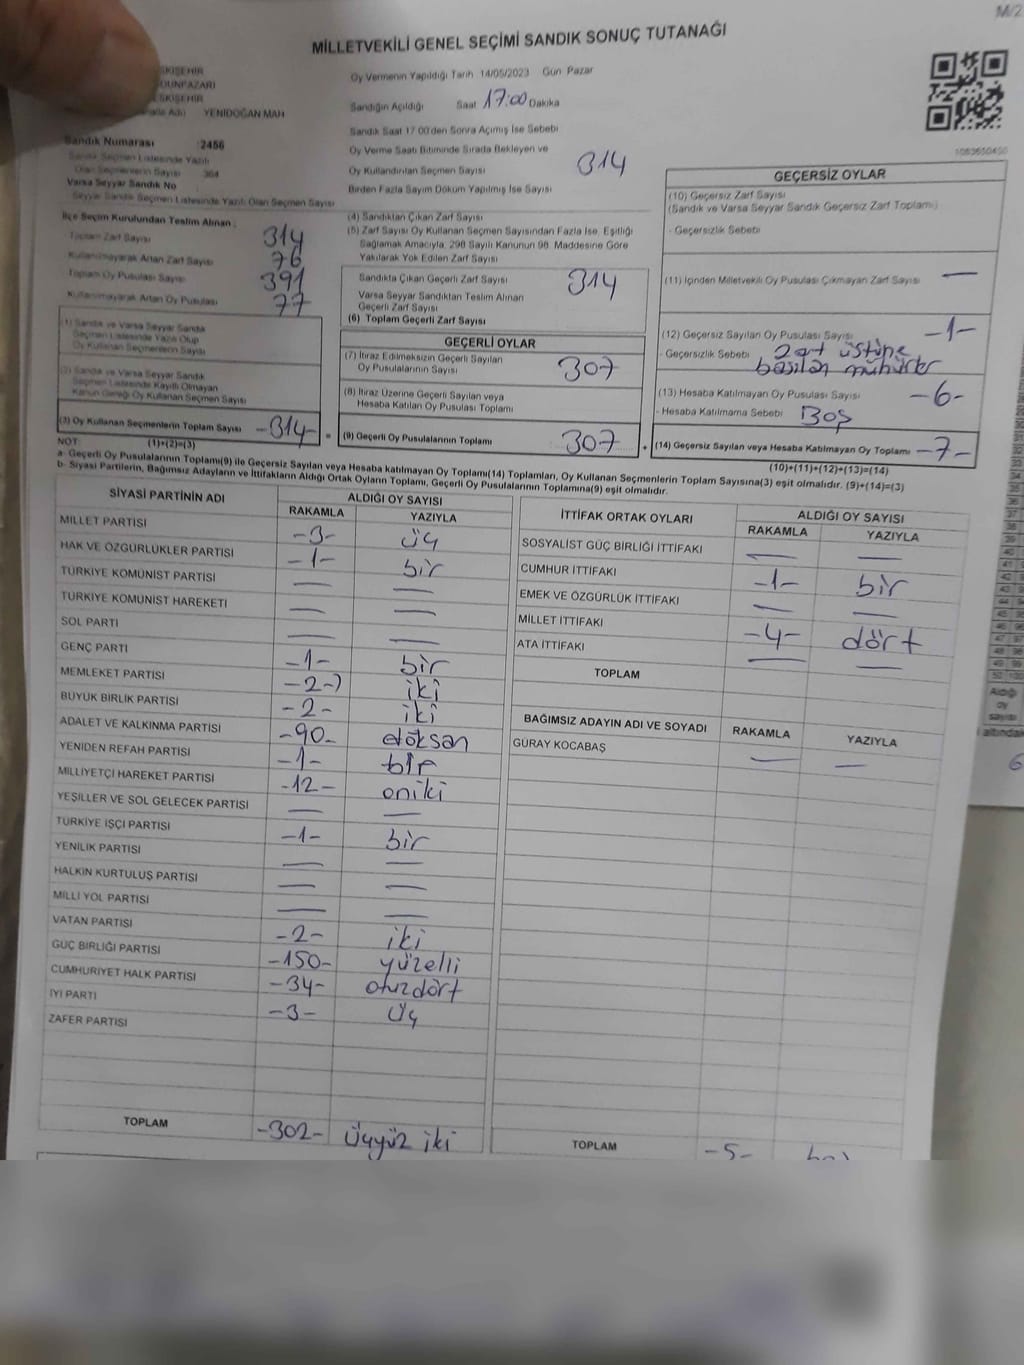 M/2
MİLLETVEKİLİ GENEL SEÇİMİ SANDIK SONUÇ TUTANAĞI
ESKİŞEHİR
ESKİŞEHİR
YENİDOĞAN MAH
Sandık Numarası :2456
Sandık Seçmen Listesinde Yazılı
Olan Seçmenlerin Sayısı 364
Varsa Seyyar Sandık No
Seyyar Sandık Seçmen Listesinde Yazılı Olan Seçmen Sayısı
İlçe Seçim Kurulundan Teslim Alınan :
Toplam Zarf Sayısı 314
Kullanılmayarak Artan Zarf Sayısı 76
Toplam Oy Pusulası Sayısı 391
Kullanılmayarak Artan Oy Pusulası 77
(1) Sandık ve Varsa Seyyar Sandık
Seçmen Listesinde Yazılı Olup
Oy Kullanan Seçmenlerin Sayısı
(2) Sandık ve Varsa Seyyar Sandık
Seçmen Listesinde Kayıtlı Olmayan
Kanun Gereği Oy Kullanan Seçmen Sayısı
(3) Oy Kullanan Seçmenlerin Toplam Sayısı -314- =
Oy Vermenin Yapıldığı Tarih 14/05/2023 Gün Pazar
Sandığın Açıldığı Saat 17:00 Dakika
Sandık Saat 17:00'den Sonra Açımış İse Sebebi
Oy Verme Saati Bitiminde Sırada Bekleyen ve
Oy Kullandırılan Seçmen Sayısı 314
Birden Fazla Sayım Döküm Yapılmış İse Sayısı
(4) Sandıktan Çıkan Zarf Sayısı
(5) Zarf Sayısı Oy Kullanan Seçmen Sayısından Fazla İse, Eşitliği
Sağlamak Amacıyla, 298 Sayılı Kanunun 98. Maddesine Göre
Yakılarak Yok Edilen Zarf Sayısı
Sandıkta Çıkan Geçerli Zarf Sayısı 314
Varsa Seyyar Sandıktan Teslim Alınan
Geçerli Zarf Sayısı
(6) Toplam Geçerli Zarf Sayısı
GEÇERLİ OYLAR
(7) İtiraz Edilmeksizin Geçerli Sayılan
Oy Pusulalarının Sayısı 307
(8) İtiraz Üzerine Geçerli Sayılan veya
Hesaba Katılan Oy Pusulası Toplamı
(9) Geçerli Oy Pusulalarının Toplamı 307 +
1063650450
GEÇERSİZ OYLAR
(10) Geçersiz Zarf Sayısı
(Sandık ve Varsa Seyyar Sandık Geçersiz Zarf Toplamı)
- Geçersizlik Sebebi
(11) İçinden Milletvekili Oy Pusulası Çıkmayan Zarf Sayısı —
(12) Geçersiz Sayılan Oy Pusulası Sayısı -1-
- Geçersizlik Sebebi Zarf üstüne
basılan mühürler
(13) Hesaba Katılmayan Oy Pusulası Sayısı -6-
- Hesaba Katılmama Sebebi Boş
(14) Geçersiz Sayılan veya Hesaba Katılmayan Oy Toplamı -7-
NOT: (1)+(2)=(3)
(10)+(11)+(12)+(13)=(14)
a- Geçerli Oy Pusulalarının Toplamı(9) ile Geçersiz Sayılan veya Hesaba katılmayan Oy Toplamı(14) Toplamları, Oy Kullanan Seçmenlerin Toplam Sayısına(3) eşit olmalıdır. (9)+(14)=(3)
b- Siyasi Partilerin, Bağımsız Adayların ve İttifakların Aldığı Ortak Oyların Toplamı, Geçerli Oy Pusulalarının Toplamına(9) eşit olmalıdır.
SİYASİ PARTİNİN ADI ALDIĞI OY SAYISI
RAKAMLA YAZIYLA
MİLLET PARTİSİ -3- üç
HAK VE ÖZGÜRLÜKLER PARTİSİ -1- bir
TÜRKİYE KOMÜNİST PARTİSİ — —
TÜRKİYE KOMÜNİST HAREKETİ — —
SOL PARTİ — —
GENÇ PARTİ -1- bir
MEMLEKET PARTİSİ -2-) iki
BÜYÜK BİRLİK PARTİSİ -2- iki
ADALET VE KALKINMA PARTİSİ -90- doksan
YENİDEN REFAH PARTİSİ -1- bir
MİLLİYETÇİ HAREKET PARTİSİ -12- oniki
YEŞİLLER VE SOL GELECEK PARTİSİ — —
TÜRKİYE İŞÇİ PARTİSİ -1- bir
YENİLİK PARTİSİ — —
HALKIN KURTULUŞ PARTİSİ — —
MİLLİ YOL PARTİSİ — —
VATAN PARTİSİ -2- iki
GÜÇ BİRLİĞİ PARTİSİ -150- yüzelli
CUMHURİYET HALK PARTİSİ -34- otuzdört
İYİ PARTİ -3- üç
ZAFER PARTİSİ
TOPLAM -302- üçyüz iki
İTTİFAK ORTAK OYLARI ALDIĞI OY SAYISI
RAKAMLA YAZIYLA
SOSYALİST GÜÇ BİRLİĞİ İTTİFAKI — —
CUMHUR İTTİFAKI -1- bir
EMEK VE ÖZGÜRLÜK İTTİFAKI — —
MİLLET İTTİFAKI -4- dört
ATA İTTİFAKI — —
TOPLAM
BAĞIMSIZ ADAYIN ADI VE SOYADI RAKAMLA YAZIYLA
GÜRAY KOCABAŞ — —
TOPLAM -5-
Aldığı
oy
sayısı
altındak
6